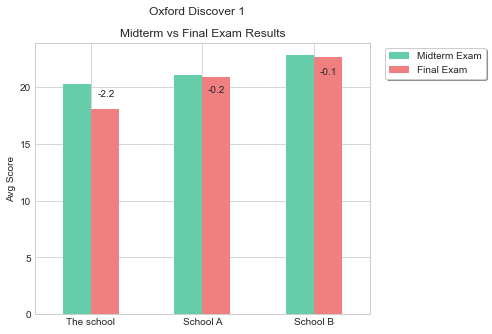 Oxford Discover 1
Midterm vs Final Exam Results
Midterm Exam
Final Exam
-2.2
-0.2
-0.1
Avg Score
20
15
10
5
0
The school
School A
School B